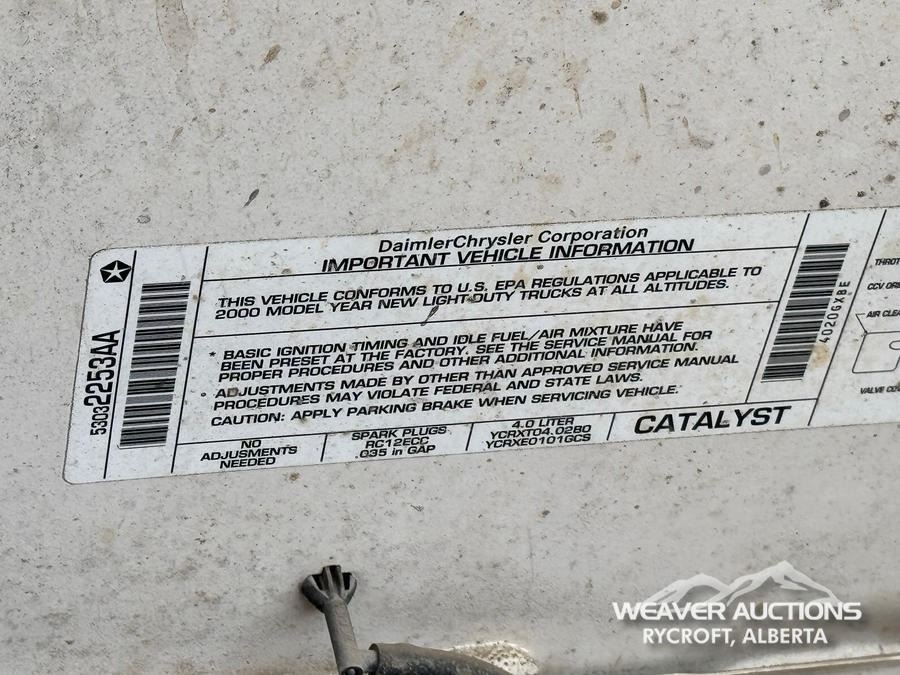 DaimlerChrysler Corporation
IMPORTANT VEHICLE INFORMATION
THIS VEHICLE CONFORMS TO U.S. EPA REGULATIONS APPLICABLE TO
2000 MODEL YEAR NEW LIGHT-DUTY TRUCKS AT ALL ALTITUDES.
* BASIC IGNITION TIMING AND IDLE FUEL/AIR MIXTURE HAVE
BEEN PRESET AT THE FACTORY. SEE THE SERVICE MANUAL FOR
PROPER PROCEDURES AND OTHER ADDITIONAL INFORMATION.
* ADJUSTMENTS MADE BY OTHER THAN APPROVED SERVICE MANUAL
PROCEDURES MAY VIOLATE FEDERAL AND STATE LAWS.
CAUTION: APPLY PARKING BRAKE WHEN SERVICING VEHICLE.
NO
ADJUSMENTS
NEEDED
SPARK PLUGS
RC12ECC
.035 in GAP
4.0 LITER
YCRXT04.02B0
YCRXE0101GCS
CATALYST
53032253AA
4020GXBE
CCV
AIR
VALVE
WEAVER AUCTIONS
RYCROFT, ALBERTA